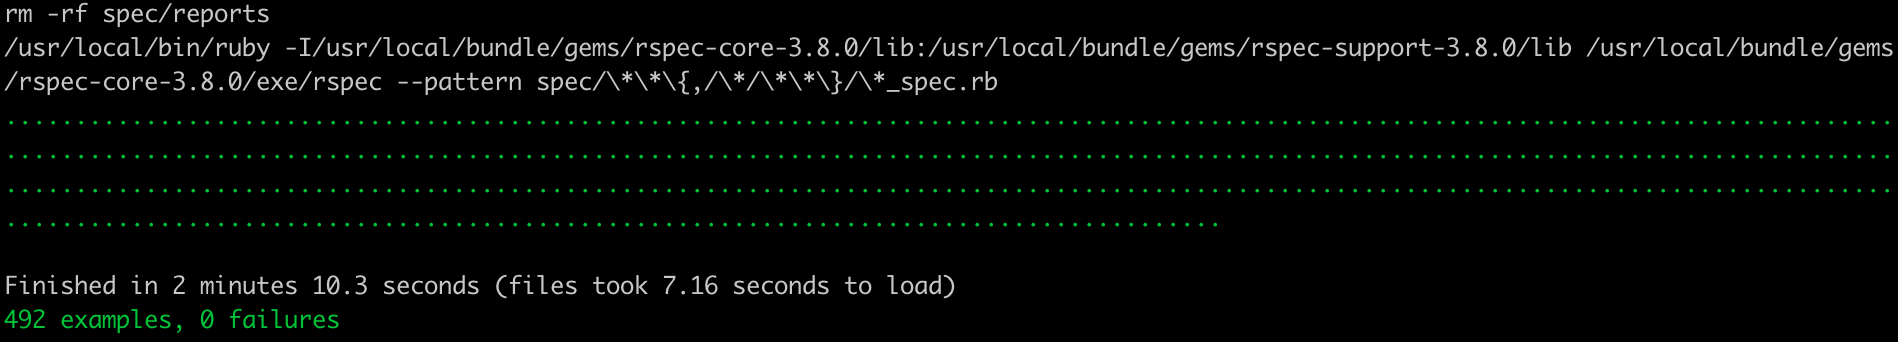 rm -rf spec/reports
/usr/local/bin/ruby -I/usr/local/bundle/gems/rspec-core-3.8.0/lib:/usr/local/bundle/gems/rspec-support-3.8.0/lib /usr/local/bundle/gems
/rspec-core-3.8.0/exe/rspec --pattern spec/\*\*\{,/\*/\*\*\}/\*_spec.rb
.......................................................................................................................................
.......................................................................................................................................
.......................................................................................................................................
.......................................................................................
Finished in 2 minutes 10.3 seconds (files took 7.16 seconds to load)
492 examples, 0 failures